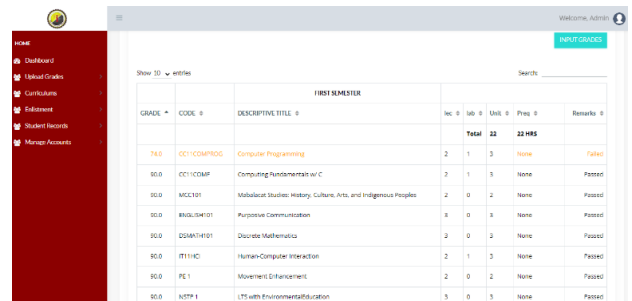 Welcome, Admin
HOME
INPUT GRADES
Dashboard
Upload Grades
Curriculums
Enlistment
Student Records
Manage Accounts
Show 10 entries
Search:
FIRST SEMESTER
GRADE CODE DESCRIPTIVE TITLE lec lab Unit Preq Remarks
Total 22 22 HRS
74.0 CC11COMPROG Computer Programming 2 1 3 None Failed
90.0 CC11COMP Computing Fundamentals w/ C 2 1 3 None Passed
90.0 MCC101 Mabalacat Studies: History, Culture, Arts, and Indigenous Peoples 2 0 2 None Passed
90.0 ENGLISH101 Purposive Communication 3 0 3 None Passed
90.0 DSMATH101 Discrete Mathematics 3 0 3 None Passed
90.0 IT11HCI Human-Computer Interaction 2 1 3 None Passed
90.0 PE 1 Movement Enhancement 2 0 2 None Passed
90.0 NSTP 1 LTS with EnvironmentalEducation 3 0 3 None Passed